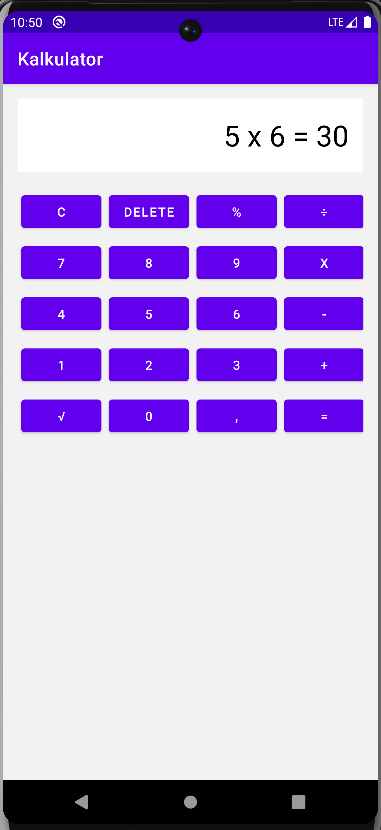 10:50 LTE
Kalkulator
5 x 6 = 30
C DELETE % ÷
7 8 9 X
4 5 6 -
1 2 3 +
√ 0 , =